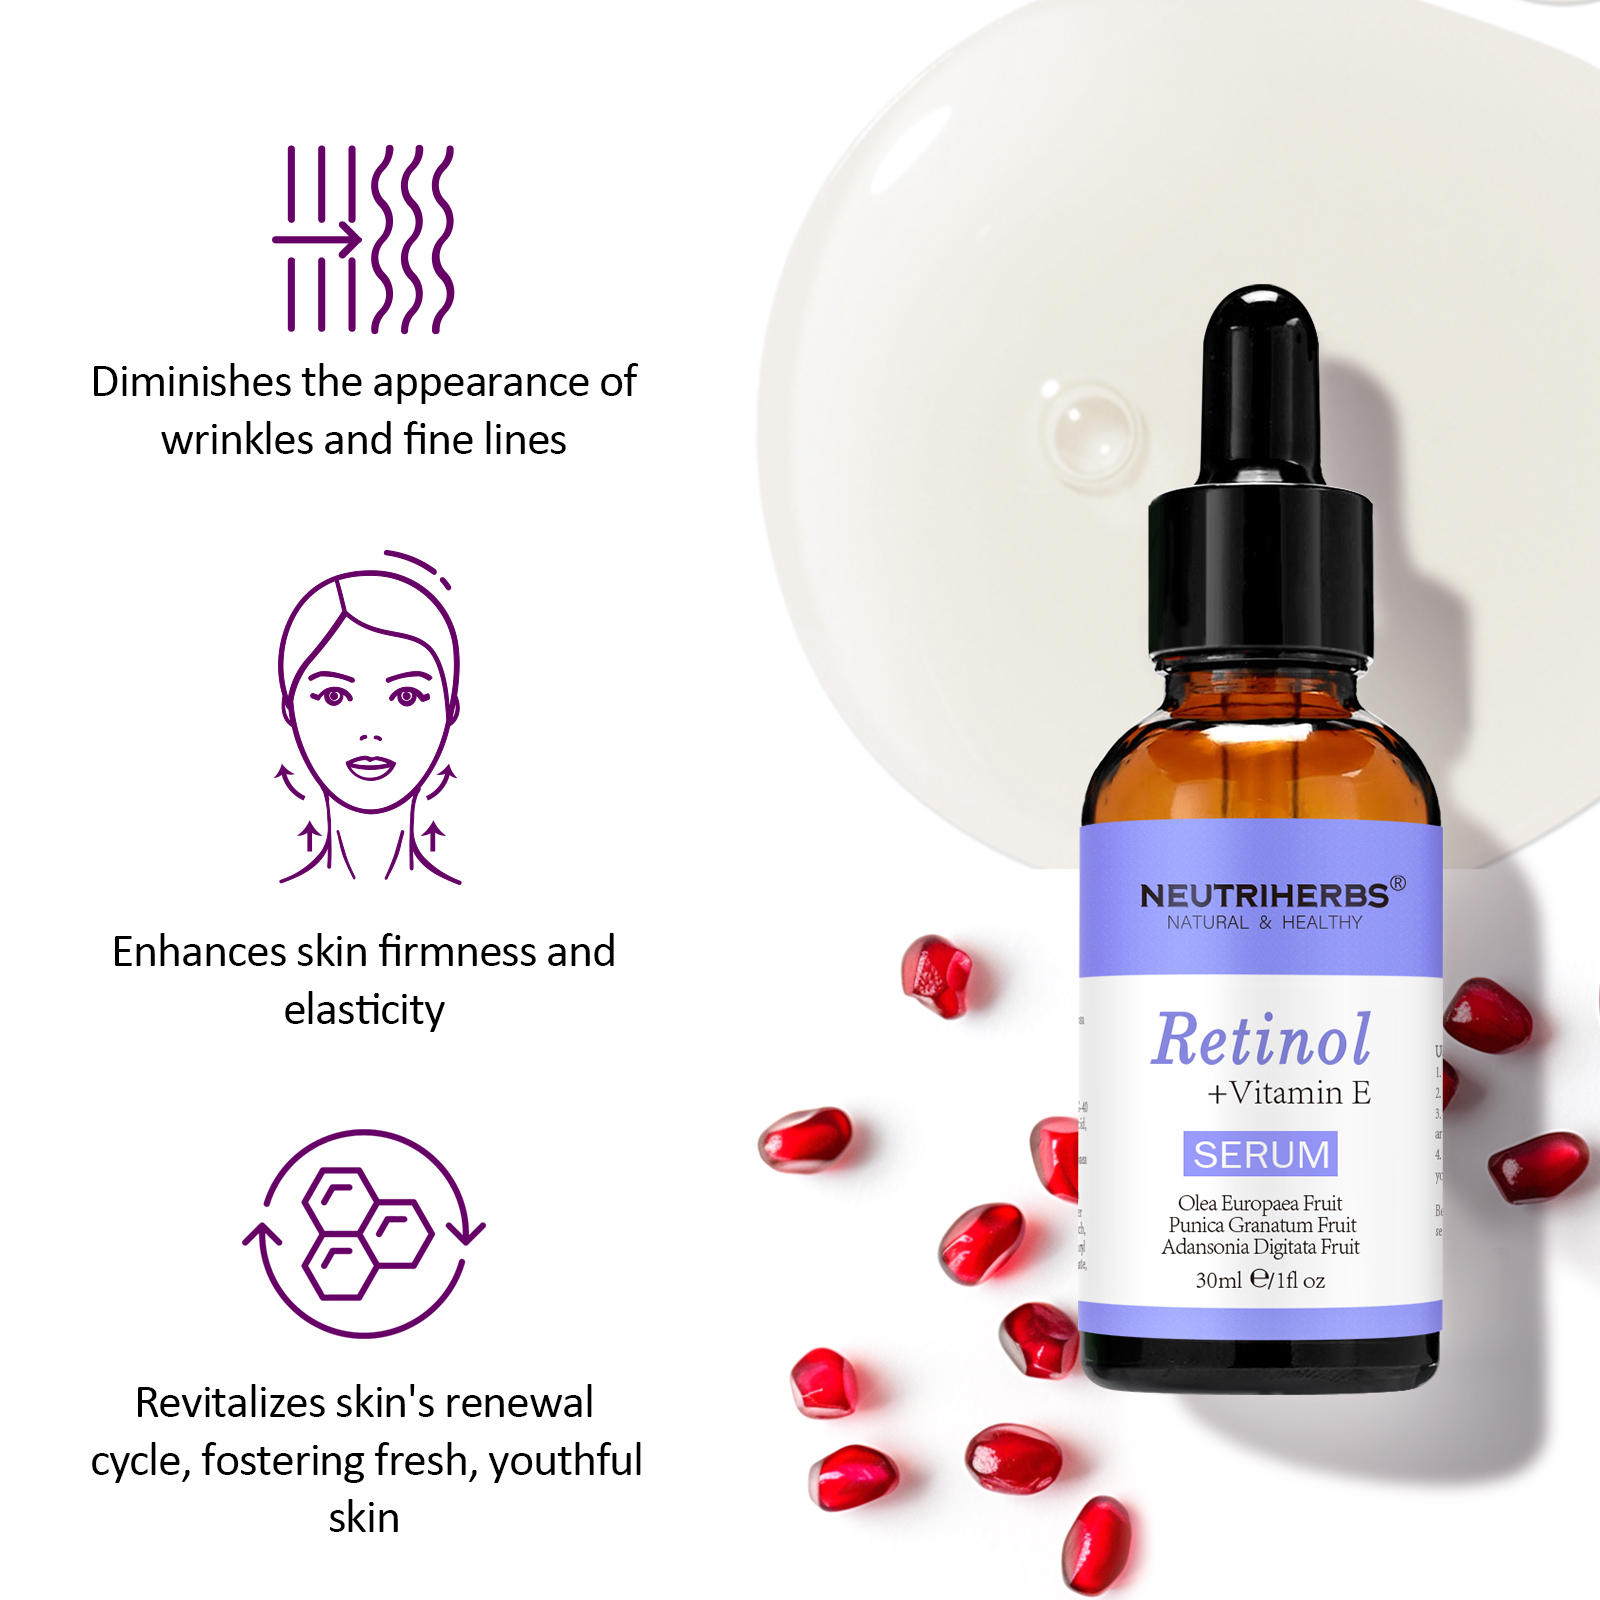 Diminishes the appearance of
wrinkles and fine lines
Enhances skin firmness and
elasticity
Revitalizes skin's renewal
cycle, fostering fresh, youthful
skin
NEUTRIHERBS®
NATURAL & HEALTHY
Retinol
+Vitamin E
SERUM
Olea Europaea Fruit
Punica Granatum Fruit
Adansonia Digitata Fruit
30ml ℮/1fl oz